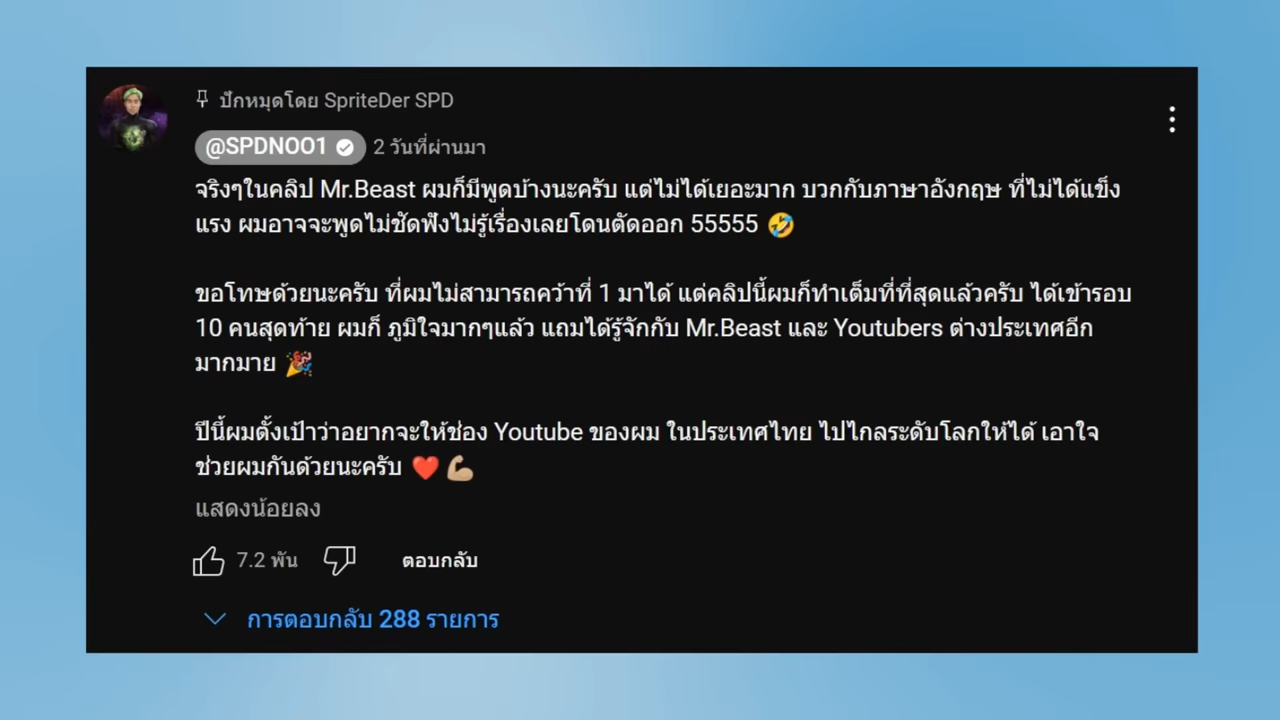 ปักหมุดโดย SpriteDer SPD
@SPDNOO1 2 วันที่ผ่านมา
จริงๆในคลิป Mr.Beast ผมก็มีพูดบ้างนะครับ แต่ไม่ได้เยอะมาก บวกกับภาษาอังกฤษ ที่ไม่ได้แข็ง
แรง ผมอาจจะพูดไม่ชัดฟังไม่รู้เรื่องเลยโดนตัดออก 55555 🤣
ขอโทษด้วยนะครับ ที่ผมไม่สามารถคว้าที่ 1 มาได้ แต่คลิปนี้ผมก็ทำเต็มที่ที่สุดแล้วครับ ได้เข้ารอบ
10 คนสุดท้าย ผมก็ ภูมิใจมากๆแล้ว แถมได้รู้จักกับ Mr.Beast และ Youtubers ต่างประเทศอีก
มากมาย 🎉
ปีนี้ผมตั้งเป้าว่าอยากจะให้ช่อง Youtube ของผม ในประเทศไทย ไปไกลระดับโลกให้ได้ เอาใจ
ช่วยผมกันด้วยนะครับ ❤️💪🏼
แสดงน้อยลง
7.2 พัน ตอบกลับ
การตอบกลับ 288 รายการ